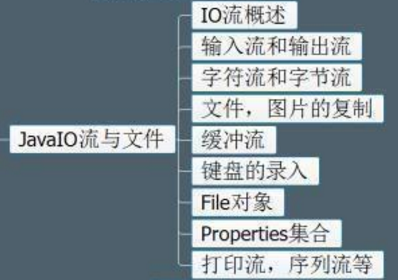 IO流概述
输入流和输出流
字符流和字节流
文件，图片的复制
JavaIO流与文件
缓冲流
键盘的录入
File对象
Properties集合
打印流，序列流等